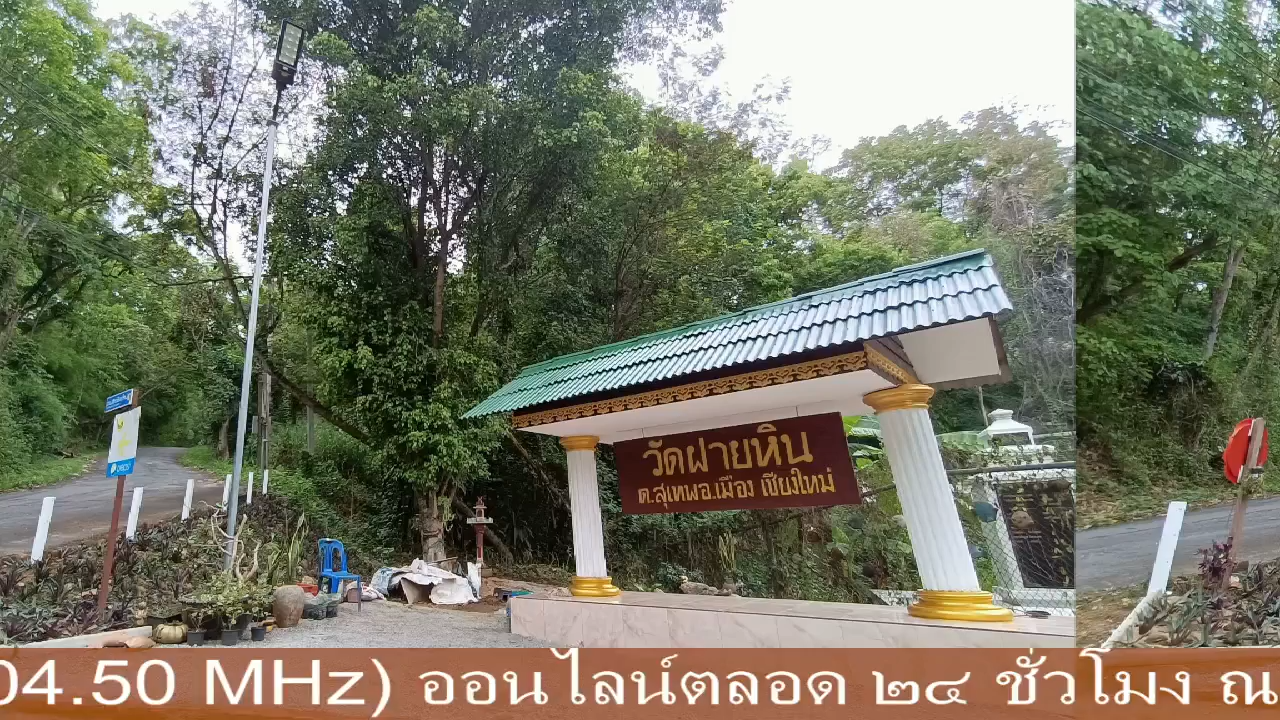 วัดฝายหิน
ต.สุเทพ อ.เมือง เชียงใหม่
04.50 MHz) ออนไลน์ตลอด ๒๔ ชั่วโมง ณ